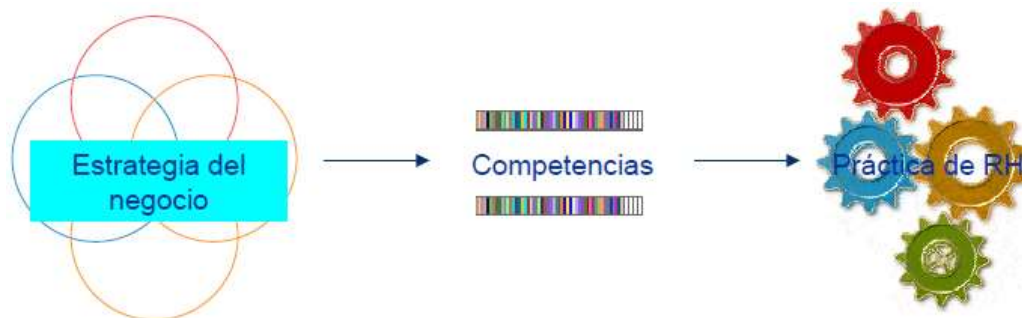 Estrategia del
negocio
Competencias
Práctica de RH